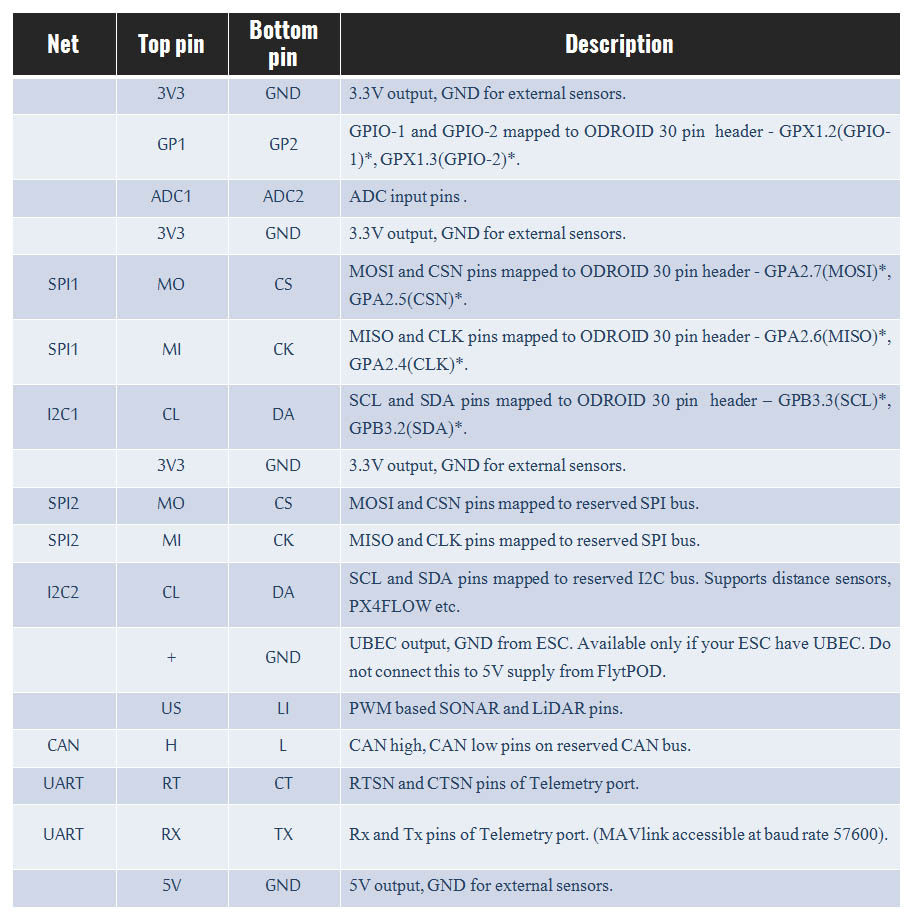 Net Top pin Bottom pin Description
3V3 GND 3.3V output, GND for external sensors.
GP1 GP2 GPIO-1 and GPIO-2 mapped to ODROID 30 pin header - GPX1.2(GPIO-
1)*, GPX1.3(GPIO-2)*.
ADC1 ADC2 ADC input pins .
3V3 GND 3.3V output, GND for external sensors.
SPI1 MO CS MOSI and CSN pins mapped to ODROID 30 pin header - GPA2.7(MOSI)*,
GPA2.5(CSN)*.
SPI1 MI CK MISO and CLK pins mapped to ODROID 30 pin header - GPA2.6(MISO)*,
GPA2.4(CLK)*.
I2C1 CL DA SCL and SDA pins mapped to ODROID 30 pin header – GPB3.3(SCL)*,
GPB3.2(SDA)*.
3V3 GND 3.3V output, GND for external sensors.
SPI2 MO CS MOSI and CSN pins mapped to reserved SPI bus.
SPI2 MI CK MISO and CLK pins mapped to reserved SPI bus.
I2C2 CL DA SCL and SDA pins mapped to reserved I2C bus. Supports distance sensors,
PX4FLOW etc.
+ GND UBEC output, GND from ESC. Available only if your ESC have UBEC. Do
not connect this to 5V supply from FlytPOD.
US LI PWM based SONAR and LiDAR pins.
CAN H L CAN high, CAN low pins on reserved CAN bus.
UART RT CT RTSN and CTSN pins of Telemetry port.
UART RX TX Rx and Tx pins of Telemetry port. (MAVlink accessible at baud rate 57600).
5V GND 5V output, GND for external sensors.